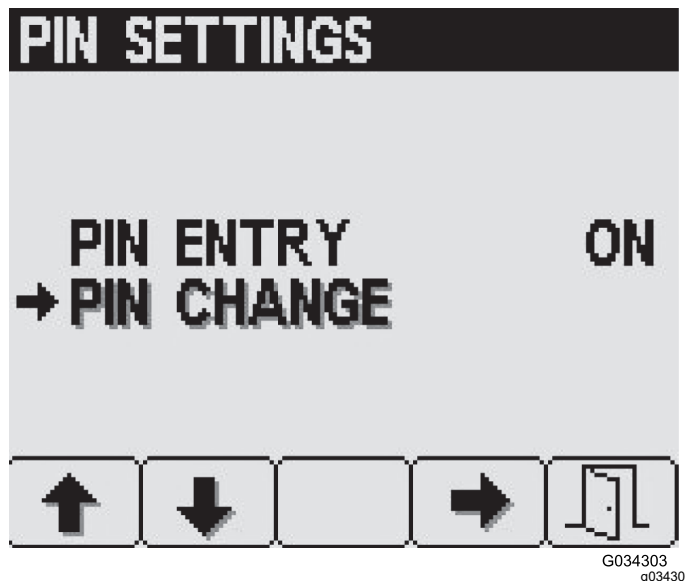 PIN SETTINGS
PIN ENTRY ON
PIN CHANGE
G034303
g03430